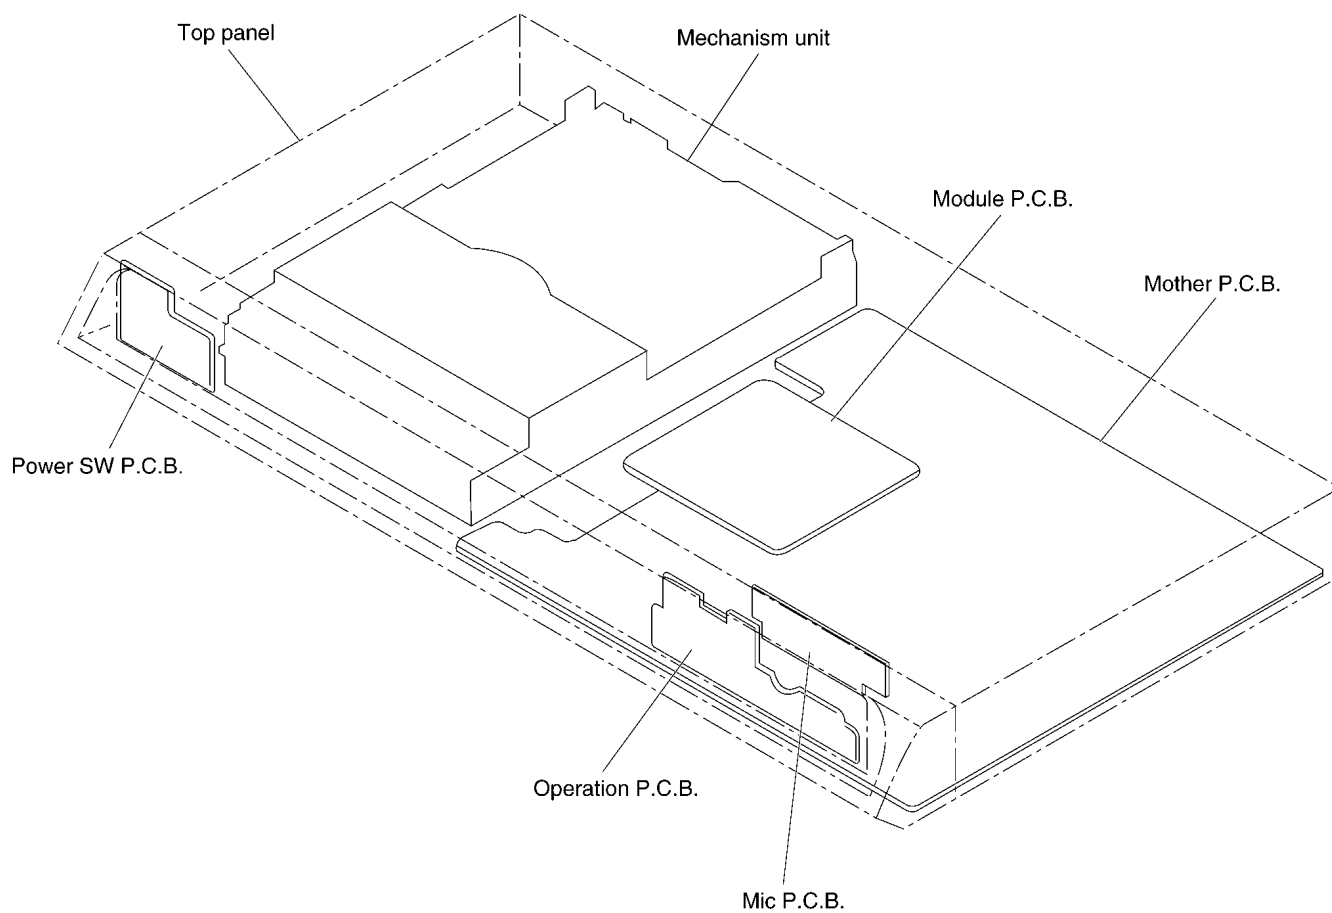 Top panel
Mechanism unit
Module P.C.B.
Mother P.C.B.
Power SW P.C.B.
Operation P.C.B.
Mic P.C.B.